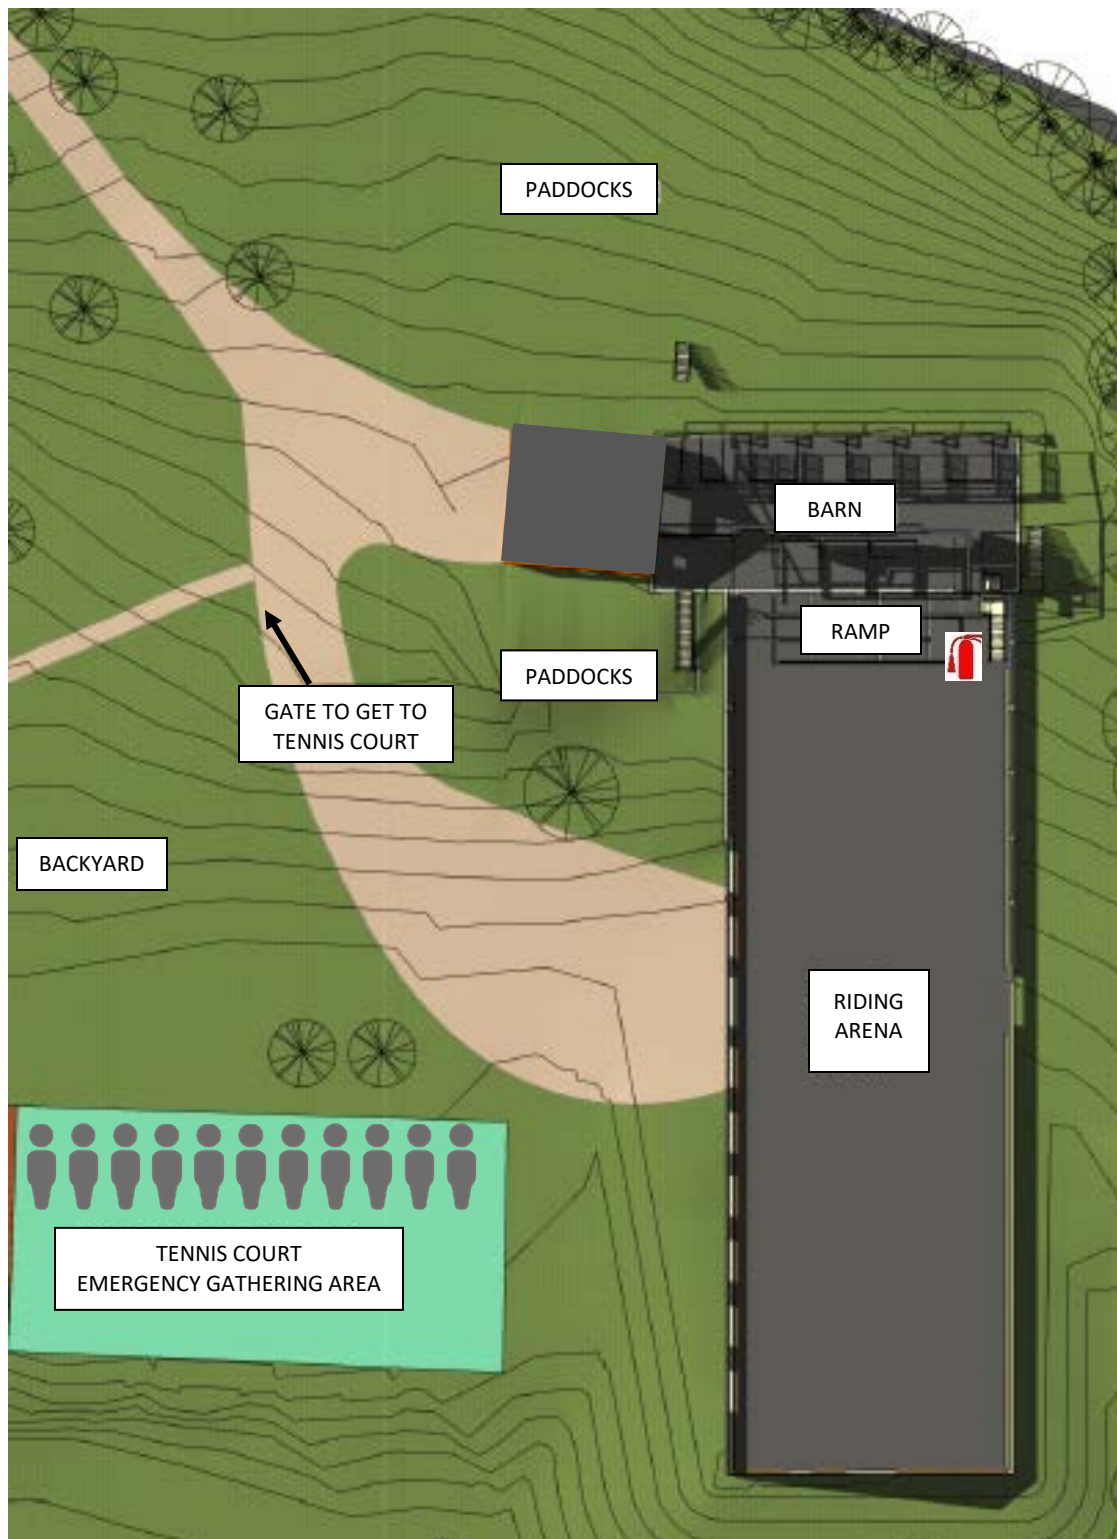 PADDOCKS
BARN
RAMP
PADDOCKS
GATE TO GET TO
TENNIS COURT
BACKYARD
RIDING
ARENA
TENNIS COURT
EMERGENCY GATHERING AREA